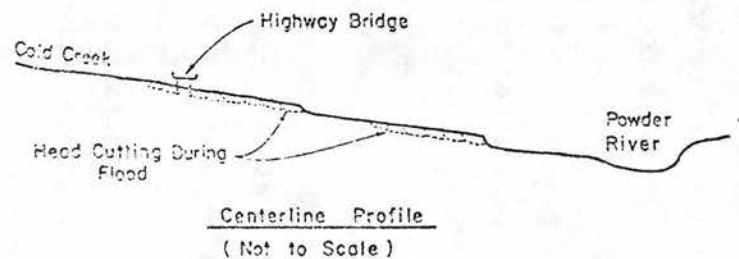 Highway Bridge
Cold Creek
Head Cutting During
Flood
Powder
River
Centerline Profile
( Not to Scale )